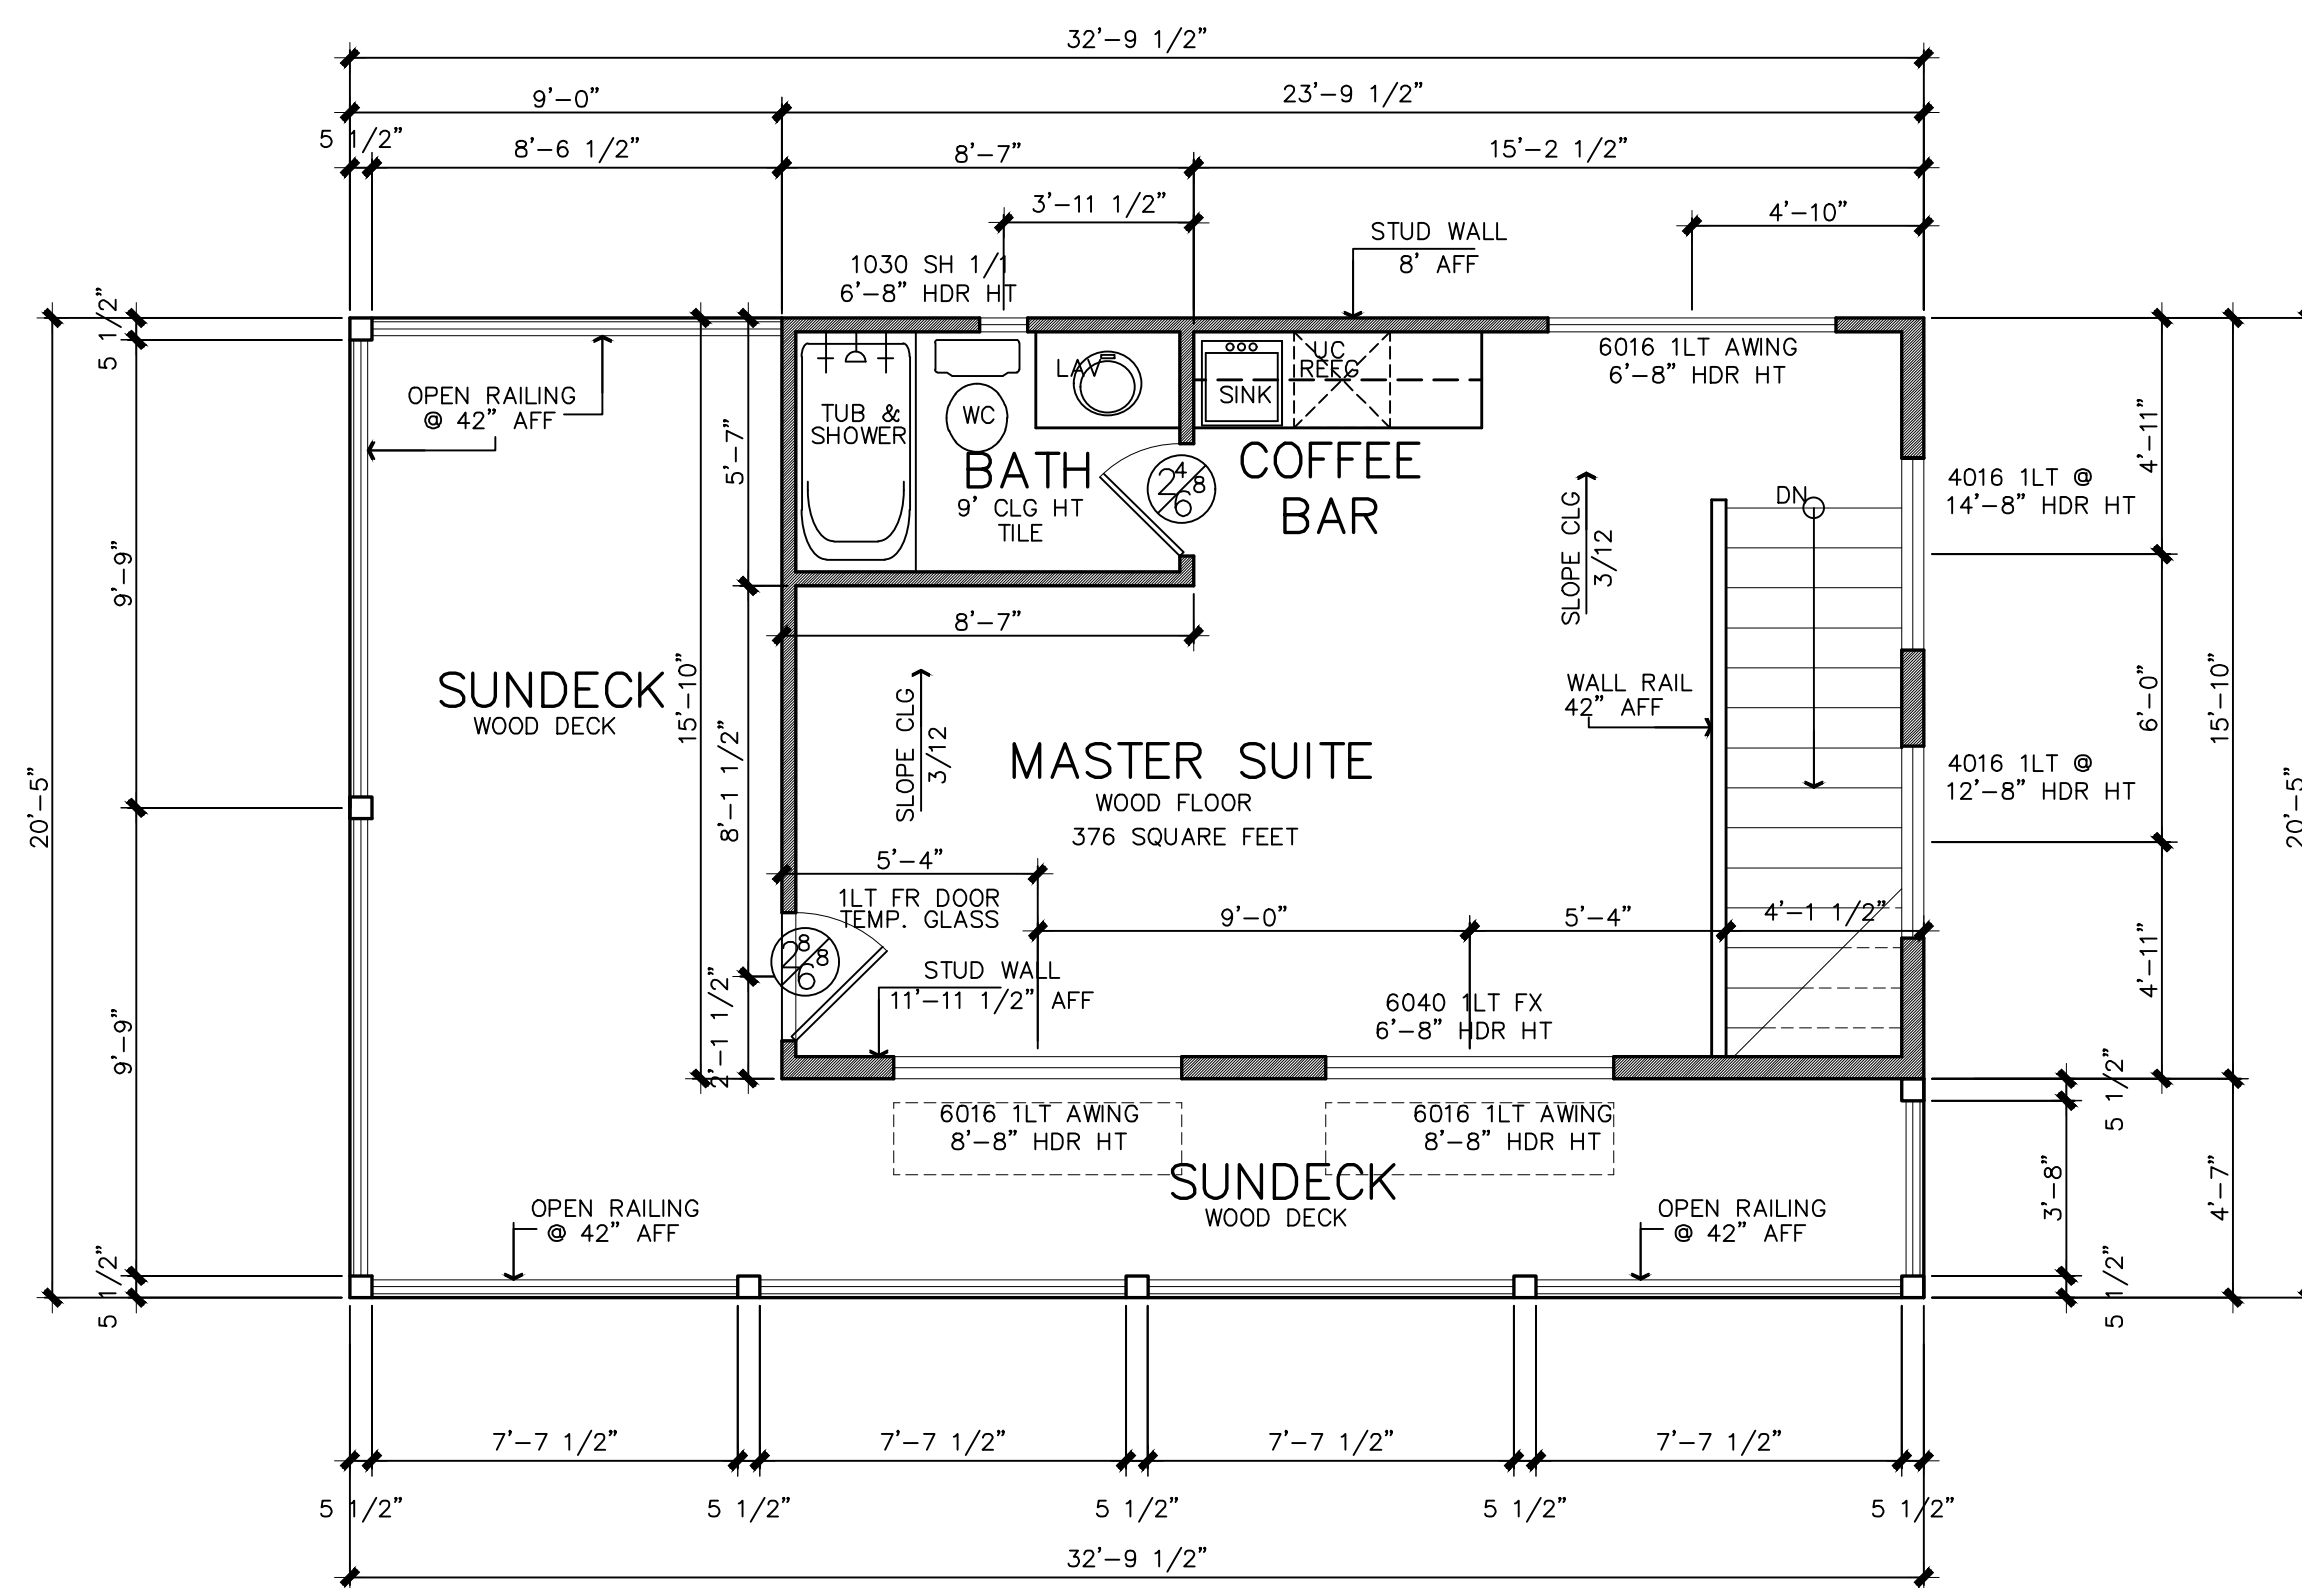 32'-9 1/2"
9'-0"
23'-9 1/2"
5 1/2"
8'-6 1/2"
8'-7"
15'-2 1/2"
3'-11 1/2"
4'-10"
STUD WALL
8' AFF
1030 SH 1/1
6'-8" HDR HT
5 1/2"
OPEN RAILING
@ 42" AFF
TUB &
SHOWER
WC
LAV
SINK
UC
REFG
6016 1LT AWING
6'-8" HDR HT
5'-7"
BATH
9' CLG HT
TILE
24
68
COFFEE
BAR
SLOPE CLG
3/12
DN
4'-11"
4016 1LT @
14'-8" HDR HT
9'-9"
8'-7"
SUNDECK
WOOD DECK
15'-10"
8'-1 1/2"
SLOPE CLG
3/12
MASTER SUITE
WOOD FLOOR
376 SQUARE FEET
WALL RAIL
42" AFF
6'-0"
15'-10"
4016 1LT @
12'-8" HDR HT
20'-5"
20'-5"
5'-4"
1LT FR DOOR
TEMP. GLASS
28
68
9'-0"
5'-4"
4'-1 1/2"
STUD WALL
11'-11 1/2" AFF
6040 1LT FX
6'-8" HDR HT
4'-11"
9'-9"
2'-1 1/2"
5 1/2"
6016 1LT AWING
8'-8" HDR HT
6016 1LT AWING
8'-8" HDR HT
SUNDECK
WOOD DECK
3'-8"
4'-7"
OPEN RAILING
@ 42" AFF
OPEN RAILING
@ 42" AFF
5 1/2"
5 1/2"
7'-7 1/2"
7'-7 1/2"
7'-7 1/2"
7'-7 1/2"
5 1/2"
5 1/2"
5 1/2"
5 1/2"
5 1/2"
32'-9 1/2"